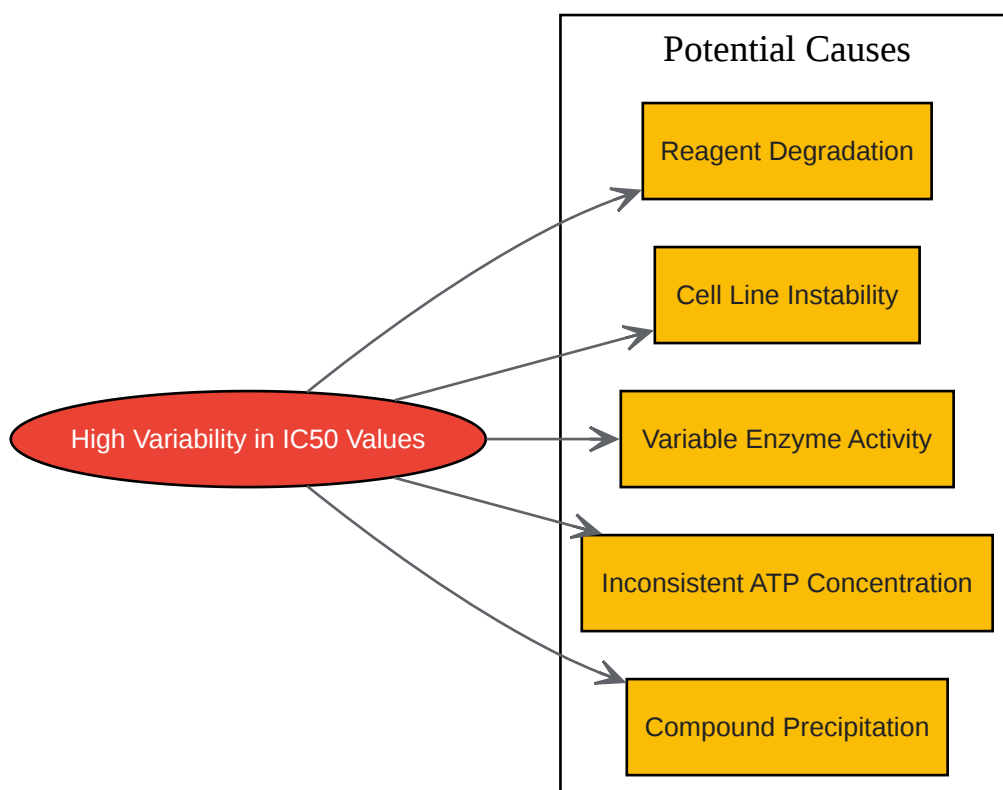 Potential Causes
Reagent Degradation
Cell Line Instability
High Variability in IC50 Values
Variable Enzyme Activity
Inconsistent ATP Concentration
Compound Precipitation